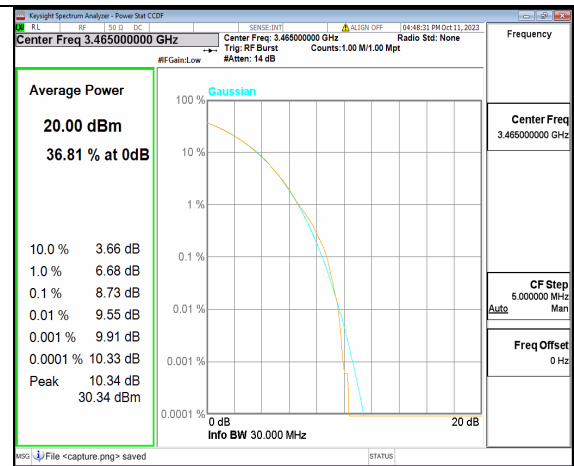 Keysight Spectrum Analyzer - Power Stat CCDF
RL RF 50 Ω DC SENSE:INT ALIGN OFF 04:48:31 PM Oct 11, 2023
Center Freq 3.465000000 GHz
Center Freq: 3.465000000 GHz Radio Std: None
Trig: RF Burst Counts:1.00 M/1.00 Mpt
#IFGain:Low #Atten: 14 dB
Frequency
Average Power
20.00 dBm
36.81 % at 0dB
10.0 % 3.66 dB
1.0 % 6.68 dB
0.1 % 8.73 dB
0.01 % 9.55 dB
0.001 % 9.91 dB
0.0001 % 10.33 dB
Peak 10.34 dB
30.34 dBm
Gaussian
100 %
10 %
1 %
0.1 %
0.01 %
0.001 %
0.0001 %
0 dB 20 dB
Info BW 30.000 MHz
Center Freq
3.465000000 GHz
CF Step
5.000000 MHz
Auto Man
Freq Offset
0 Hz
MSG File <capture.png> saved STATUS